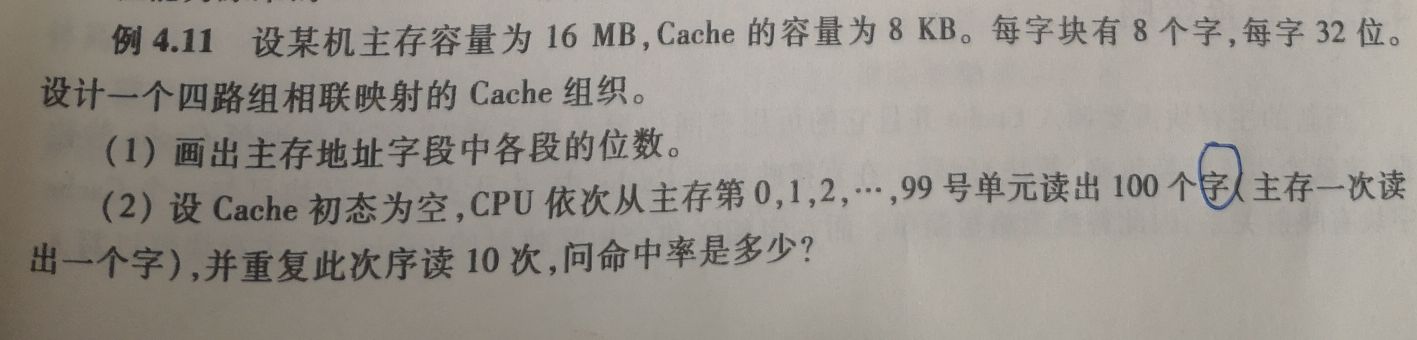 例 4.11 设某机主存容量为 16 MB,Cache 的容量为 8 KB。每字块有 8 个字,每字 32 位。
设计一个四路组相联映射的 Cache 组织。
(1) 画出主存地址字段中各段的位数。
(2) 设 Cache 初态为空,CPU 依次从主存第 0,1,2,…,99 号单元读出 100 个字(主存一次读
出一个字),并重复此次序读 10 次,问命中率是多少?